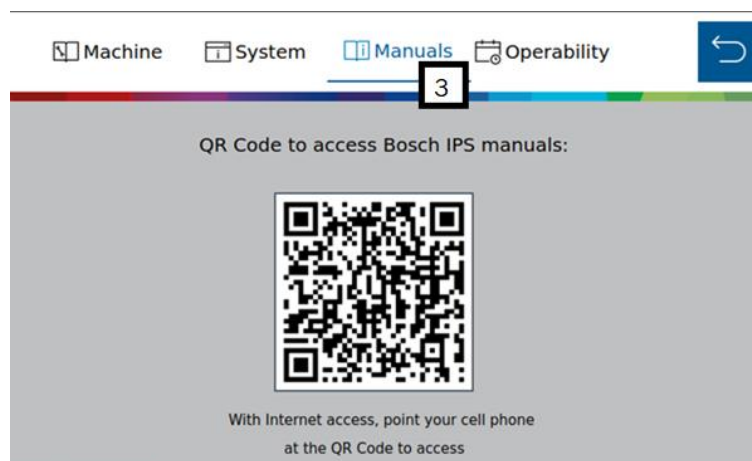 Machine System Manuals Operability
3
QR Code to access Bosch IPS manuals:
With Internet access, point your cell phone
at the QR Code to access